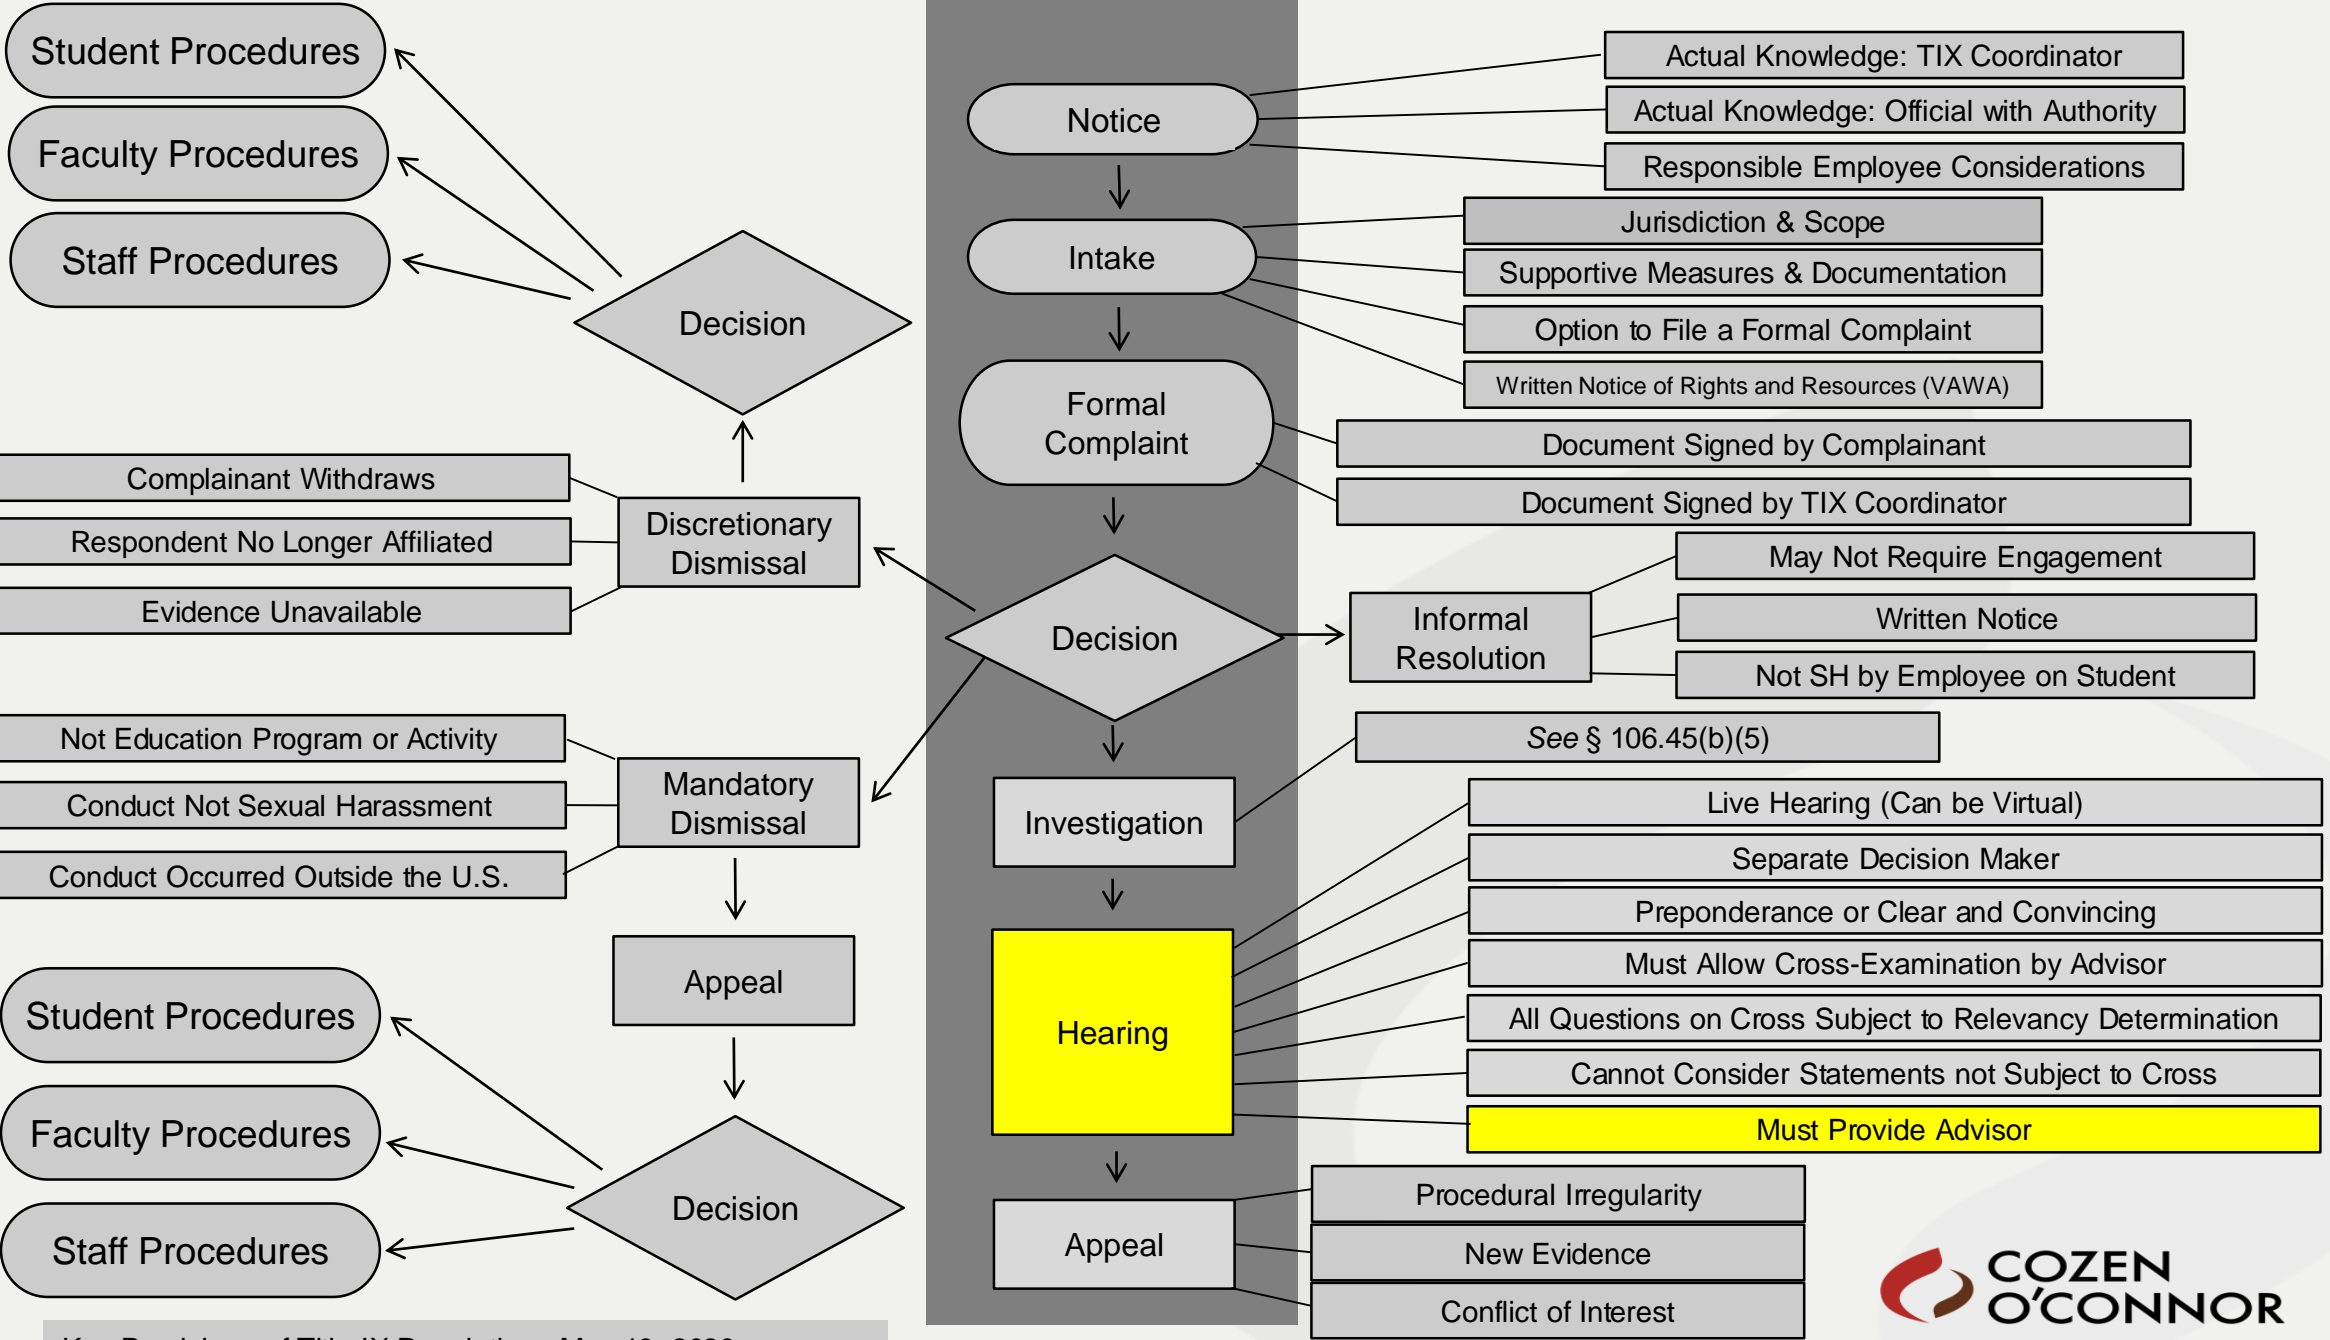 Student Procedures
Faculty Procedures
Staff Procedures
Decision
Complainant Withdraws
Respondent No Longer Affiliated
Evidence Unavailable
Discretionary
Dismissal
Not Education Program or Activity
Conduct Not Sexual Harassment
Conduct Occurred Outside the U.S.
Mandatory
Dismissal
Appeal
Student Procedures
Faculty Procedures
Staff Procedures
Decision
Notice
Actual Knowledge: TIX Coordinator
Actual Knowledge: Official with Authority
Responsible Employee Considerations
Intake
Jurisdiction & Scope
Supportive Measures & Documentation
Option to File a Formal Complaint
Written Notice of Rights and Resources (VAWA)
Formal
Complaint
Document Signed by Complainant
Document Signed by TIX Coordinator
Decision
Informal
Resolution
May Not Require Engagement
Written Notice
Not SH by Employee on Student
Investigation
See § 106.45(b)(5)
Hearing
Live Hearing (Can be Virtual)
Separate Decision Maker
Preponderance or Clear and Convincing
Must Allow Cross-Examination by Advisor
All Questions on Cross Subject to Relevancy Determination
Cannot Consider Statements not Subject to Cross
Must Provide Advisor
Appeal
Procedural Irregularity
New Evidence
Conflict of Interest
COZEN
O'CONNOR